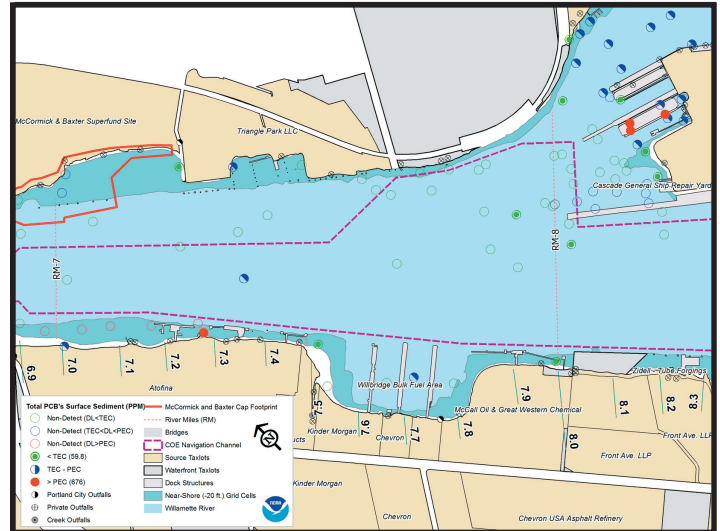 McCormick & Baxter Superfund Site
Triangle Park LLC
Cascade General Ship Repair Yard
RM-7
RM-8
6.9
7.0
7.1
7.2
7.3
7.4
7.5
7.6
7.7
7.8
7.9
8.0
8.1
8.2
8.3
Atofina
Willbridge Bulk Fuel Area
Zidell - Tube Forgings
McCall Oil & Great Western Chemical
Kinder Morgan
Chevron
Front Ave. LLP
Front Ave. LLP
ucts
Kinder Morgan
Chevron
Chevron USA Asphalt Refinery
Total PCB's Surface Sediment (PPM)
Non-Detect (DL<TEC)
Non-Detect (TEC<DL<PEC)
Non-Detect (DL>PEC)
< TEC (59.8)
TEC - PEC
> PEC (676)
Portland City Outfalls
Private Outfalls
Creek Outfalls
McCormick and Baxter Cap Footprint
River Miles (RM)
Bridges
COE Navigation Channel
Source Taxlots
Waterfront Taxlots
Dock Structures
Near-Shore (-20 ft.) Grid Cells
Willamette River
N
NOAA